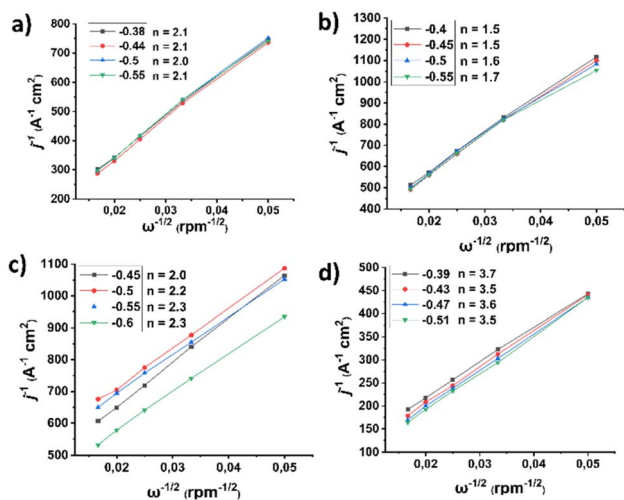 a)
-0.38 n = 2.1
-0.44 n = 2.1
-0.5 n = 2.0
-0.55 n = 2.1
800
700
600
500
400
300
200
0,02 0,03 0,04 0,05
j⁻¹ (A⁻¹ cm²)
ω⁻¹/² (rpm⁻¹/²)
b)
-0.4 n = 1.5
-0.45 n = 1.5
-0.5 n = 1.6
-0.55 n = 1.7
1300
1200
1100
1000
900
800
700
600
500
400
0,02 0,03 0,04 0,05
j⁻¹ (A⁻¹ cm²)
ω⁻¹/² (rpm⁻¹/²)
c)
-0.45 n = 2.0
-0.5 n = 2.2
-0.55 n = 2.3
-0.6 n = 2.3
1100
1000
900
800
700
600
500
0,02 0,03 0,04 0,05
j⁻¹ (A⁻¹ cm²)
ω⁻¹/² (rpm⁻¹/²)
d)
-0.39 n = 3.7
-0.43 n = 3.5
-0.47 n = 3.6
-0.51 n = 3.5
500
450
400
350
300
250
200
150
100
0,02 0,03 0,04 0,05
j⁻¹ (A⁻¹ cm²)
ω⁻¹/² (rpm⁻¹/²)